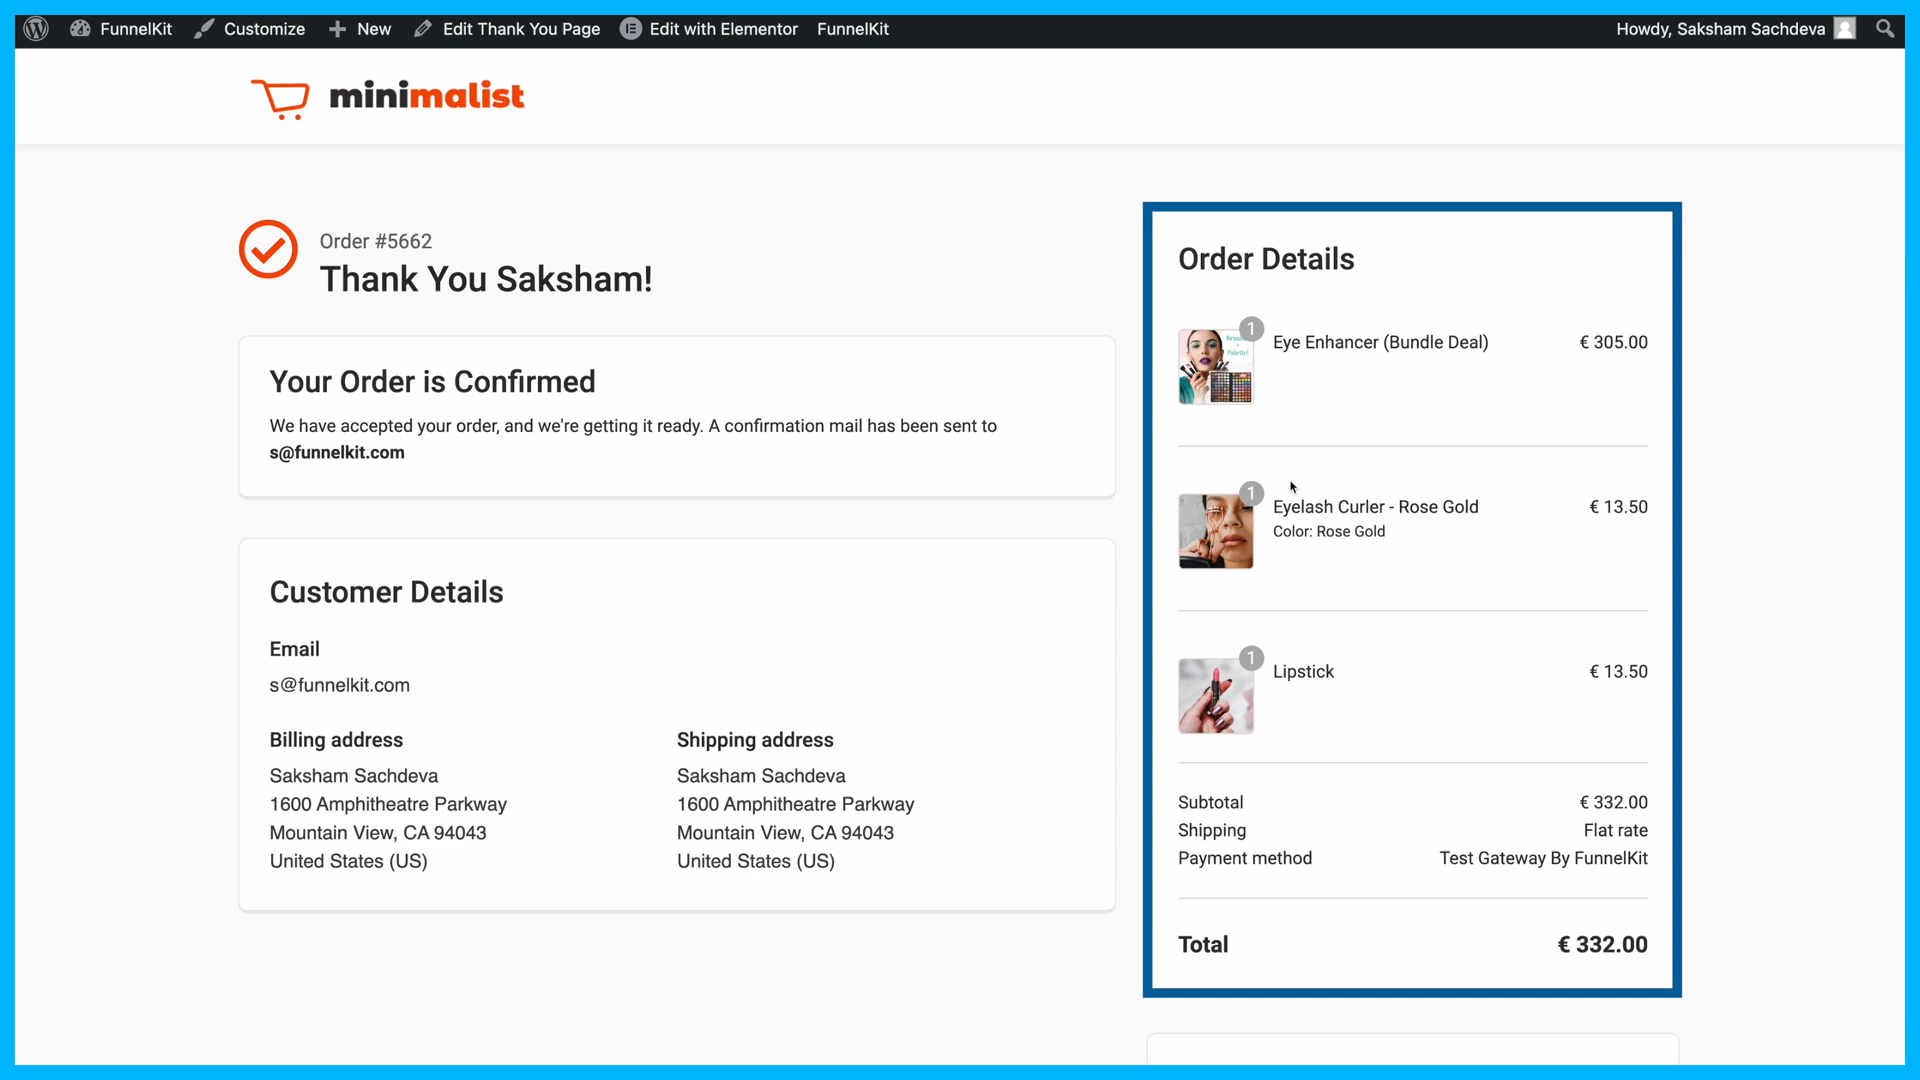 FunnelKit Customize New Edit Thank You Page Edit with Elementor FunnelKit Howdy, Saksham Sachdeva
minimalist
Order #5662
Thank You Saksham!
Your Order is Confirmed
We have accepted your order, and we're getting it ready. A confirmation mail has been sent to
s@funnelkit.com
Customer Details
Email
s@funnelkit.com
Billing address
Saksham Sachdeva
1600 Amphitheatre Parkway
Mountain View, CA 94043
United States (US)
Shipping address
Saksham Sachdeva
1600 Amphitheatre Parkway
Mountain View, CA 94043
United States (US)
Order Details
1
Eye Enhancer (Bundle Deal) € 305.00
Palette!
1
Eyelash Curler - Rose Gold € 13.50
Color: Rose Gold
1
Lipstick € 13.50
Subtotal € 332.00
Shipping Flat rate
Payment method Test Gateway By FunnelKit
Total € 332.00